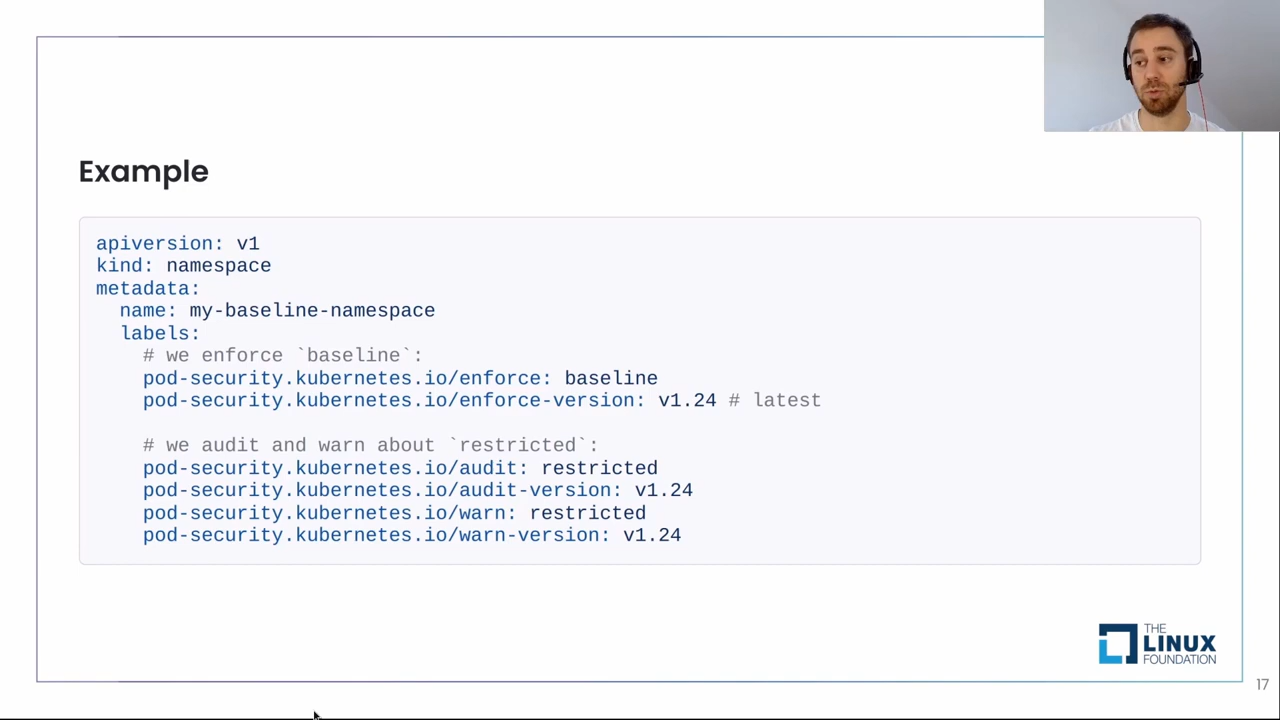 Example
apiversion: v1
kind: namespace
metadata:
  name: my-baseline-namespace
  labels:
    # we enforce `baseline`:
    pod-security.kubernetes.io/enforce: baseline
    pod-security.kubernetes.io/enforce-version: v1.24 # latest

    # we audit and warn about `restricted`:
    pod-security.kubernetes.io/audit: restricted
    pod-security.kubernetes.io/audit-version: v1.24
    pod-security.kubernetes.io/warn: restricted
    pod-security.kubernetes.io/warn-version: v1.24
THE
LINUX
FOUNDATION
17